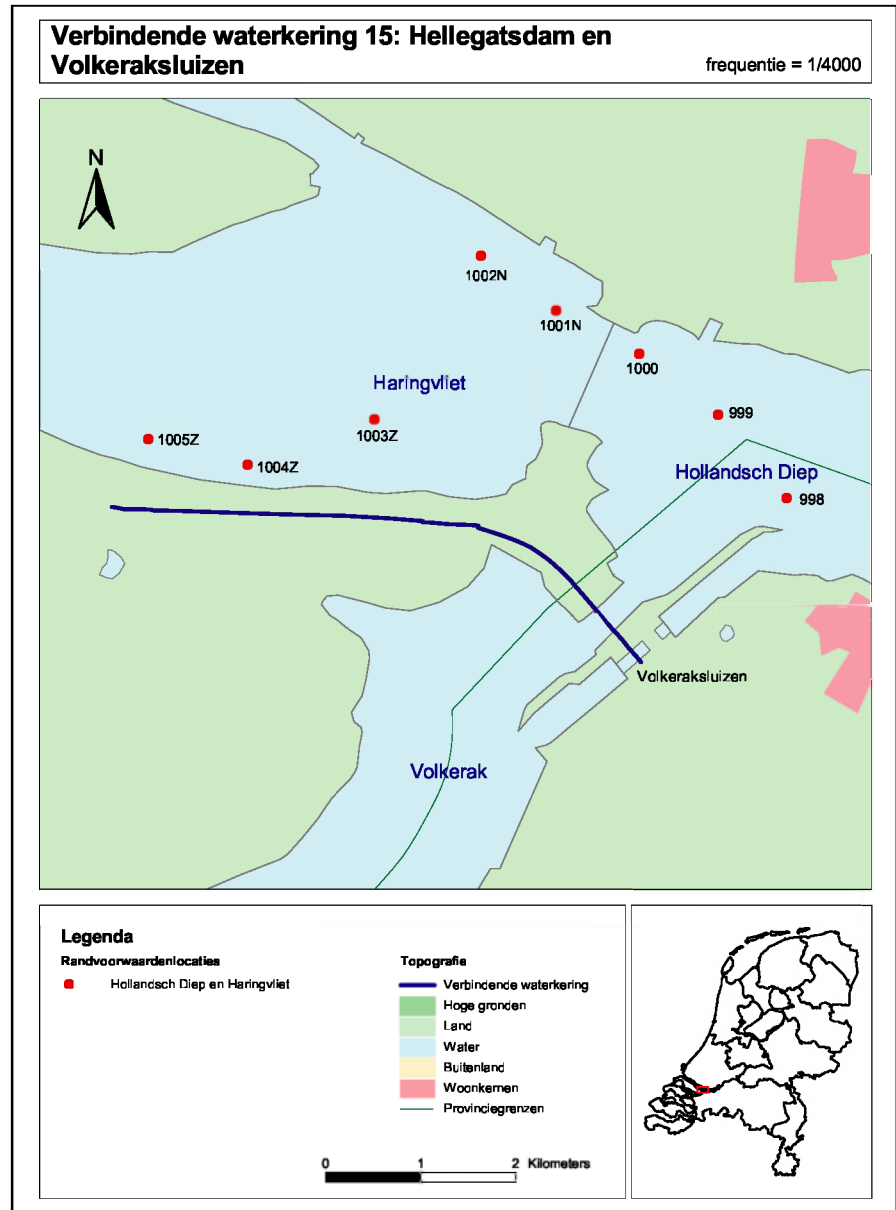 Verbindende waterkering 15: Hellegatsdam en
Volkeraksluizen
frequentie = 1/4000
N
1002N
1001N
1000
Haringvliet
999
1003Z
1005Z
1004Z
Hollandsch Diep
998
Volkeraksluizen
Volkerak
Legenda
Randvoorwaardenlocaties
Hollandsch Diep en Haringvliet
Topografie
Verbindende waterkering
Hoge gronden
Land
Water
Buitenland
Woonkernen
Provinciegrenzen
0 1 2 Kilometers